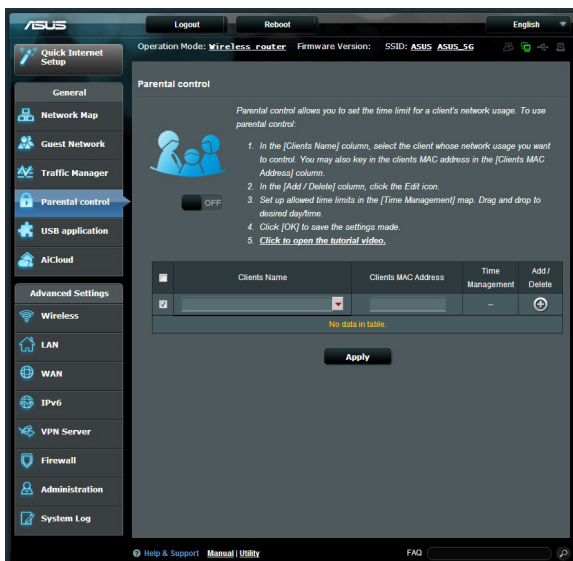 ASUS
Logout
Reboot
English
Quick Internet
Setup
Operation Mode: Wireless router Firmware Version: SSID: ASUS ASUS_5G
General
Network Map
Guest Network
Traffic Manager
Parental control
USB application
AiCloud
Advanced Settings
Wireless
LAN
WAN
IPv6
VPN Server
Firewall
Administration
System Log
Parental control
Parental control allows you to set the time limit for a client's network usage. To use
parental control:
1. In the [Clients Name] column, select the client whose network usage you want
to control. You may also key in the clients MAC address in the [Clients MAC
Address] column.
2. In the [Add / Delete] column, click the Edit icon.
3. Set up allowed time limits in the [Time Management] map. Drag and drop to
desired day/time.
4. Click [OK] to save the settings made.
5. Click to open the tutorial video.
OFF
Clients Name
Clients MAC Address
Time
Management
Add /
Delete
--
No data in table.
Apply
Help & Support Manual | Utility
FAQ